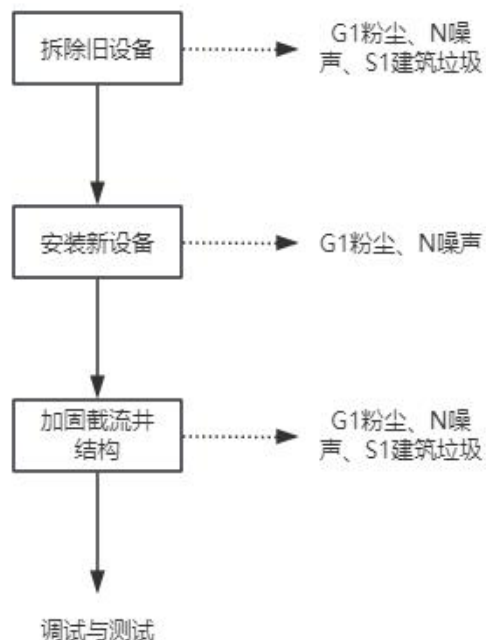 拆除旧设备
G1粉尘、N噪
声、S1建筑垃圾
安装新设备
G1粉尘、N噪声
加固截流井
结构
G1粉尘、N噪
声、S1建筑垃圾
调试与测试